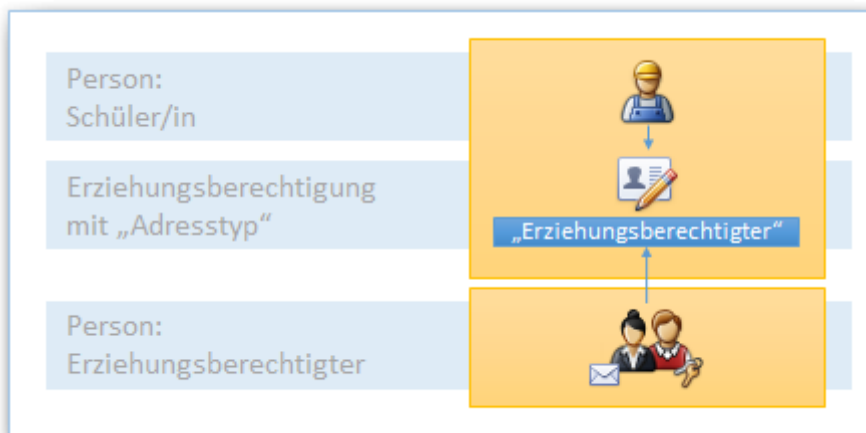 Person:
Schüler/in
Erziehungsberechtigung
mit „Adresstyp“
„Erziehungsberechtigter“
Person:
Erziehungsberechtigter